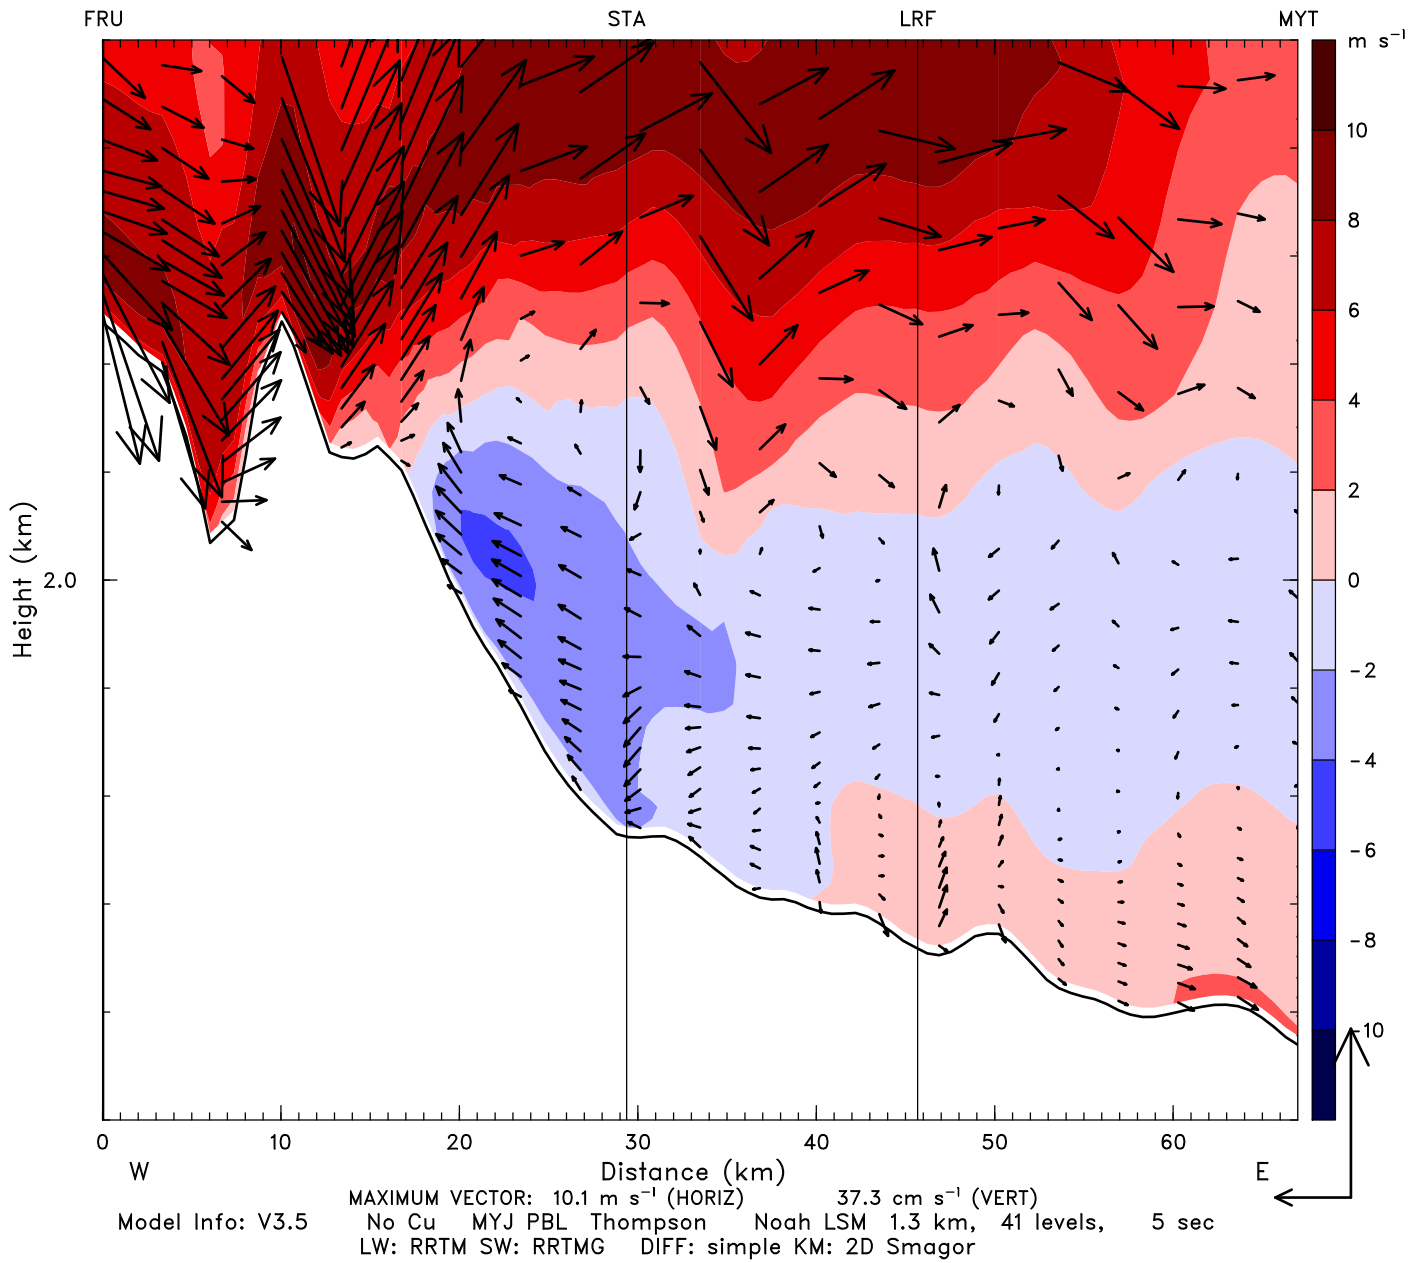 FRU STA LRF MYT
m s⁻¹
10
8
6
4
2
0
-2
-4
-6
-8
-10
Height (km)
2.0
0 10 20 30 40 50 60
W Distance (km) E
MAXIMUM VECTOR: 10.1 m s⁻¹ (HORIZ) 37.3 cm s⁻¹ (VERT)
Model Info: V3.5 No Cu MYJ PBL Thompson Noah LSM 1.3 km, 41 levels, 5 sec
LW: RRTM SW: RRTMG DIFF: simple KM: 2D Smagor